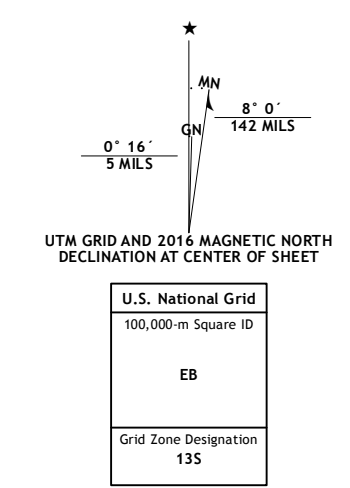 ★
MN
GN
8° 0´
142 MILS
0° 16´
5 MILS
UTM GRID AND 2016 MAGNETIC NORTH
DECLINATION AT CENTER OF SHEET
U.S. National Grid
100,000-m Square ID
EB
Grid Zone Designation
13S